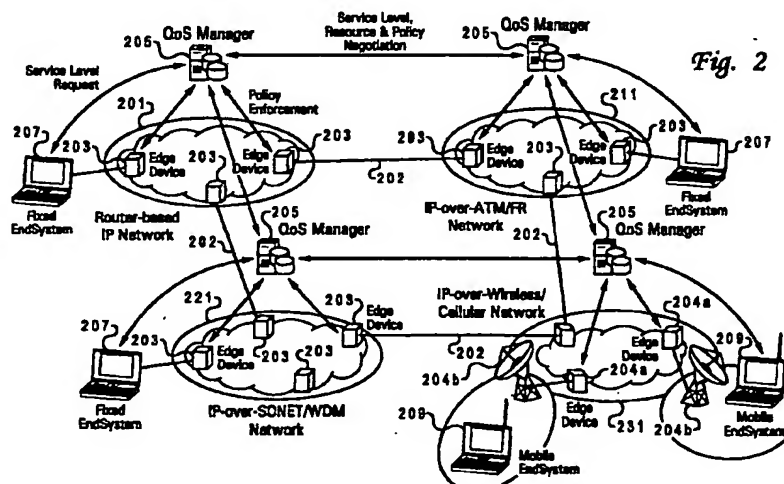 QoS Manager
Service Level,
Resource & Policy
Negotiation
QoS Manager
205
205
Fig. 2
Service Level
Request
201
Policy
Enforcement
211
207
203
203
203
203
203
203
207
Edge
Device
Edge
Device
Edge
Device
Edge
Device
202
Fixed
EndSystem
Router-based
IP Network
205
QoS Manager
IP-over-ATM/FR
Network
205
QoS Manager
Fixed
EndSystem
202
202
221
203
Edge
Device
IP-over-Wireless/
Cellular Network
204a
207
203
Edge
Device
203
203
202
204b
Edge
Device
204a
209
Fixed
EndSystem
IP-over-SONET/WDM
Network
209
Edge
Device
231
204b
Mobile
EndSystem
Mobile
EndSystem